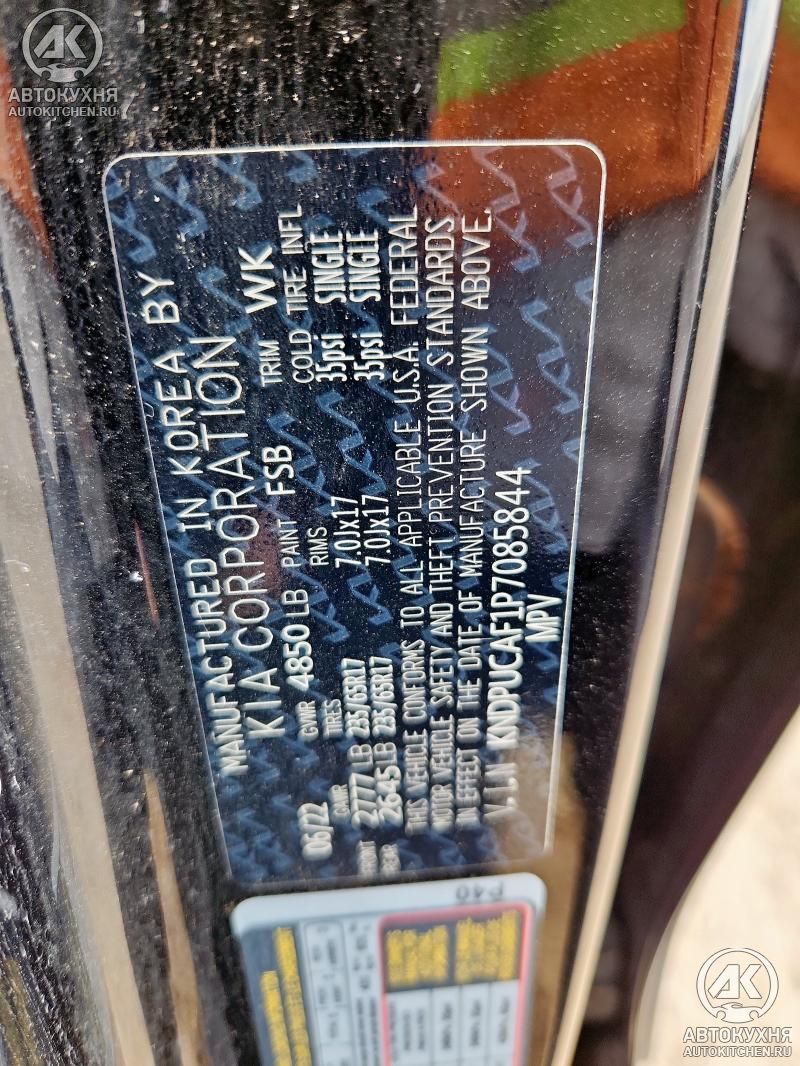 AK
АВТОКУХНЯ
AUTOKITCHEN.RU
MANUFACTURED IN KOREA BY
KIA CORPORATION
06/22 GVWR 4850 LB PAINT FSB TRIM WK
GAWR TIRES RIMS COLD TIRE INFL
FRONT 2777 LB 235/65R17 7.0Jx17 35psi SINGLE
REAR 2645 LB 235/65R17 7.0Jx17 35psi SINGLE
THIS VEHICLE CONFORMS TO ALL APPLICABLE U.S.A. FEDERAL
MOTOR VEHICLE SAFETY AND THEFT PREVENTION STANDARDS
IN EFFECT ON THE DATE OF MANUFACTURE SHOWN ABOVE.
V.I.N KNDPUCAF1P7085844
MPV
P40
AK
АВТОКУХНЯ
AUTOKITCHEN.RU